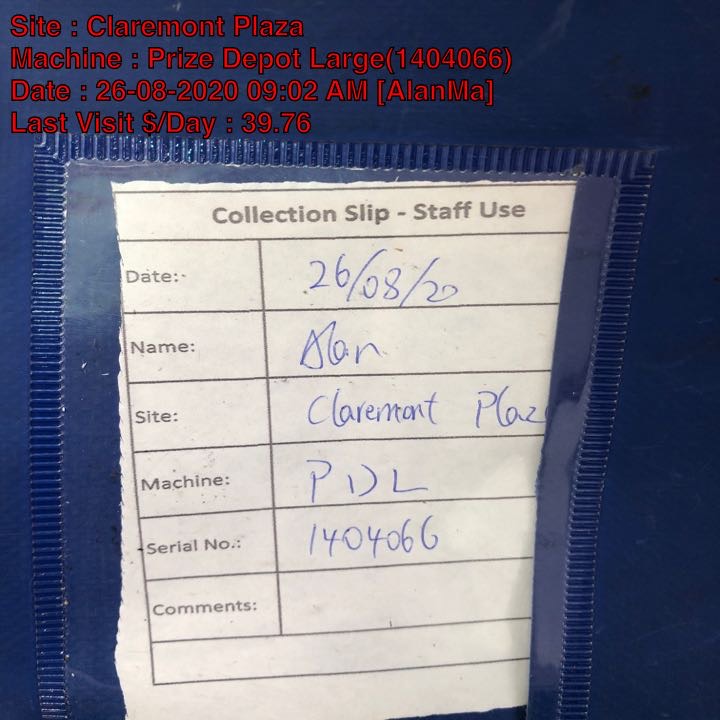 Site : Claremont Plaza
Machine : Prize Depot Large(1404066)
Date : 26-08-2020 09:02 AM [AlanMa]
Last Visit $/Day : 39.76
Collection Slip - Staff Use
Date: 26/08/20
Name: Alan
Site: Claremont Plaz
Machine: PDL
Serial No.: 1404066
Comments: